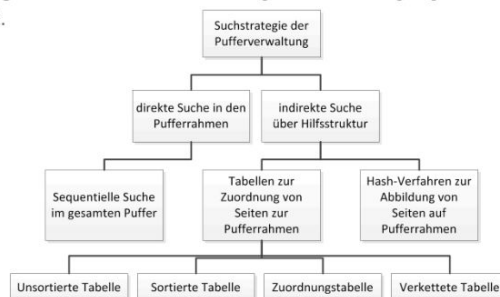 Suchstrategie der
Pufferverwaltung
direkte Suche in den
Pufferrahmen
indirekte Suche
über Hilfsstruktur
Sequentielle Suche
im gesamten Puffer
Tabellen zur
Zuordnung von
Seiten zur
Pufferrahmen
Hash-Verfahren zur
Abbildung von
Seiten auf
Pufferrahmen
Unsortierte Tabelle
Sortierte Tabelle
Zuordnungstabelle
Verkettete Tabelle